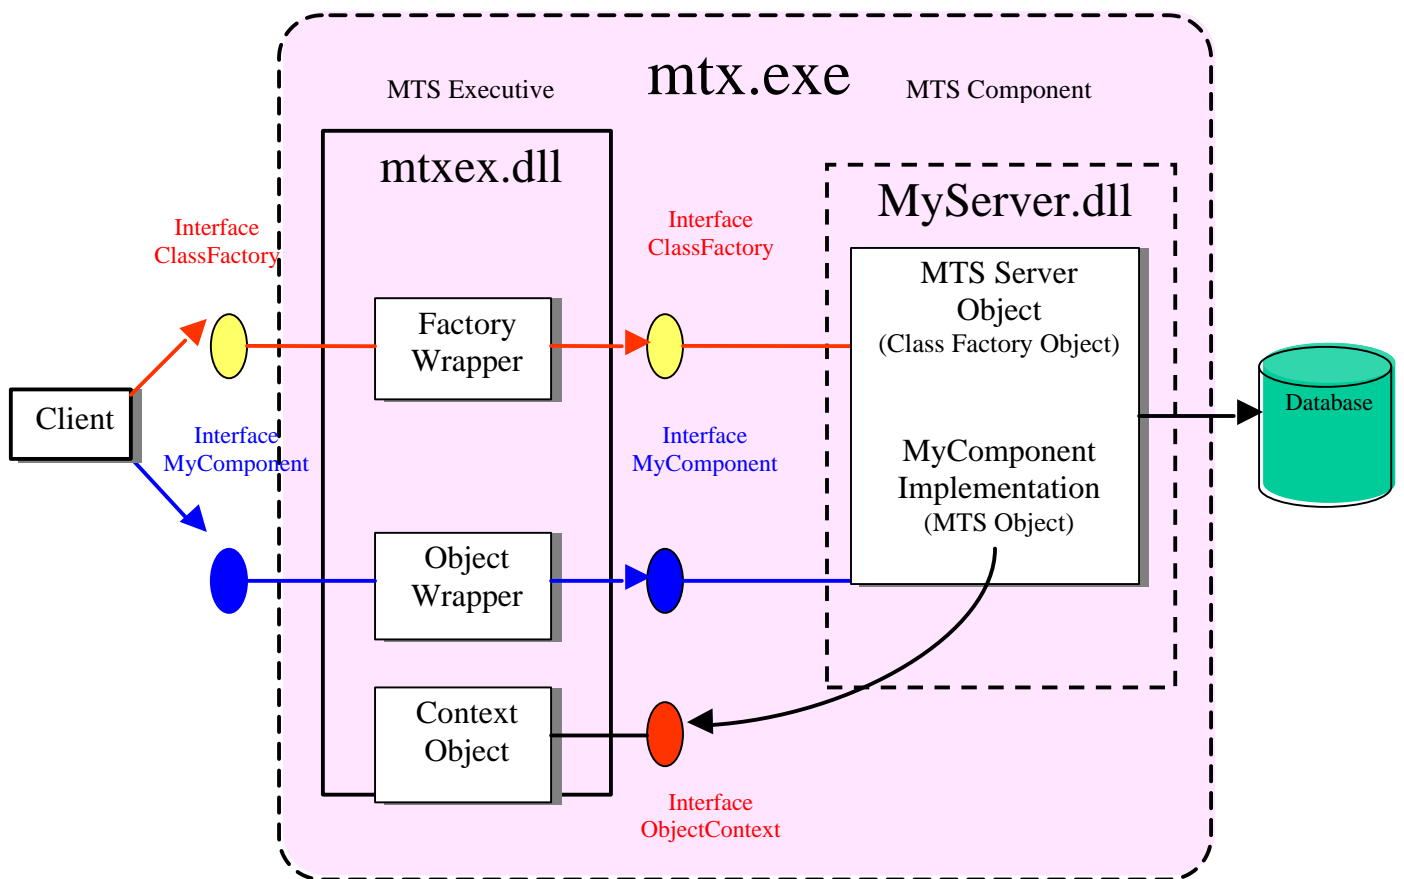 mtx.exe
MTS Executive
MTS Component
mtxex.dll
MyServer.dll
Interface
ClassFactory
Interface
ClassFactory
Factory
Wrapper
MTS Server
Object
(Class Factory Object)
Client
Interface
MyComponent
Interface
MyComponent
Database
MyComponent
Implementation
(MTS Object)
Object
Wrapper
Context
Object
Interface
ObjectContext